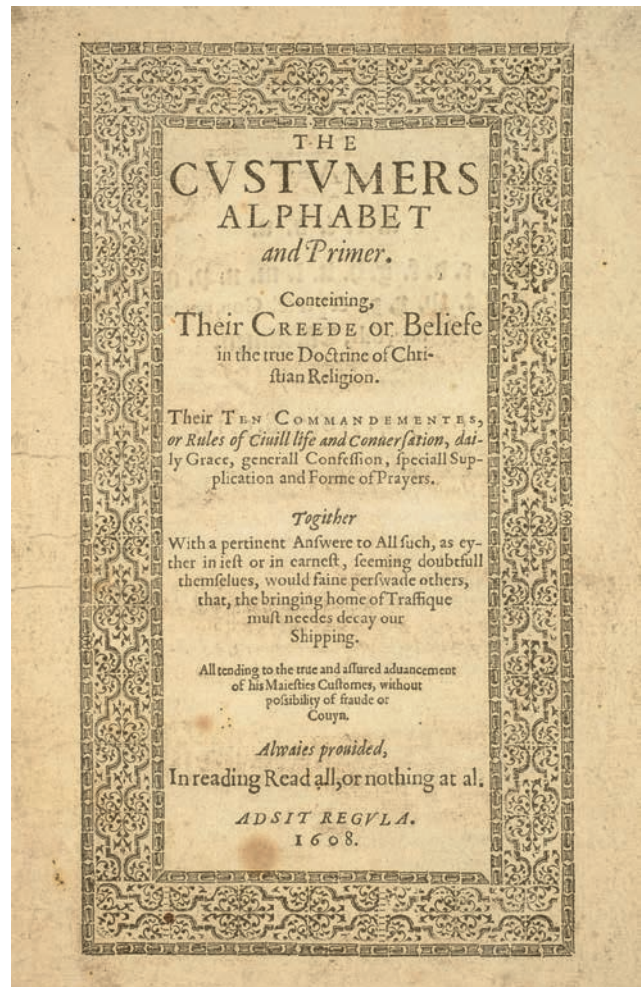 THE
CVSTVMERS
ALPHABET
and Primer.
Conteining,
Their CREEDE or Beliefe
in the true Doctrine of Chri-
ſtian Religion.
Their TEN COMMANDEMENTES,
or Rules of Ciuill life and Conuerſation, dai-
ly Grace, generall Confeſſion, ſpeciall Sup-
plication and Forme of Prayers.
Togither
With a pertinent Anſwere to All ſuch, as ey-
ther in ieſt or in earneſt, ſeeming doubtfull
themſelues, would faine perſwade others,
that, the bringing home of Traffique
muſt needes decay our
Shipping.
All tending to the true and aſſured aduancement
of his Maieſties Cuſtomes, without
poſsibility of fraude or
Couyn.
Alwaies prouided,
In reading Read all, or nothing at al.
ADSIT REGVLA.
1608.